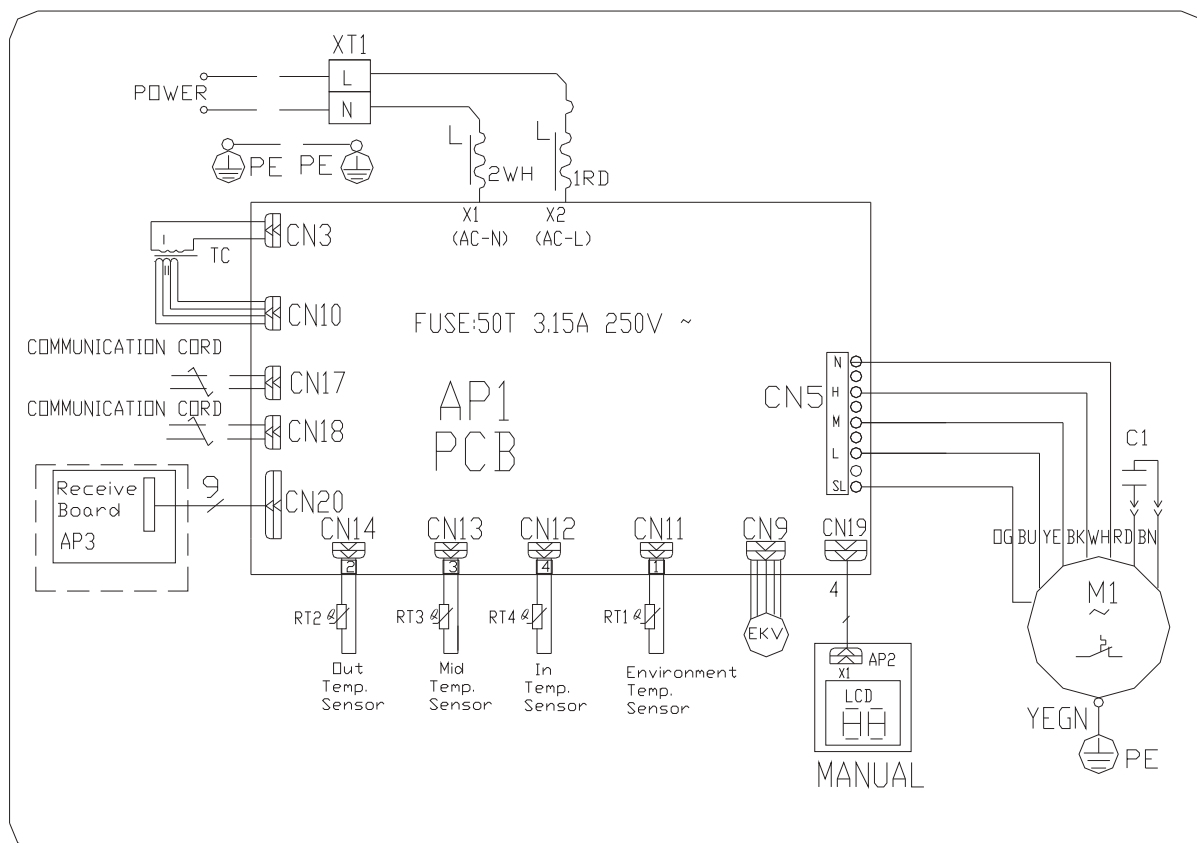 XT1
L
POWER
N
PE PE
L L
2WH 1RD
X1 X2
(AC-N) (AC-L)
CN3
I
TC
II
CN10
FUSE:50T 3.15A 250V ~
COMMUNICATION CORD
CN17
COMMUNICATION CORD
CN18
AP1
PCB
CN5
N
H
M
L
SL
C1
Receive
Board
AP3
9
CN20
CN14 CN13 CN12 CN11 CN9 CN19
2 3 4 1
4
RT2 RT3 RT4 RT1
EKV
Out
Temp.
Sensor
Mid
Temp.
Sensor
In
Temp.
Sensor
Environment
Temp.
Sensor
AP2
X1
LCD
88
MANUAL
OG BU YE BK WH RD BN
M1
~
YEGN
PE